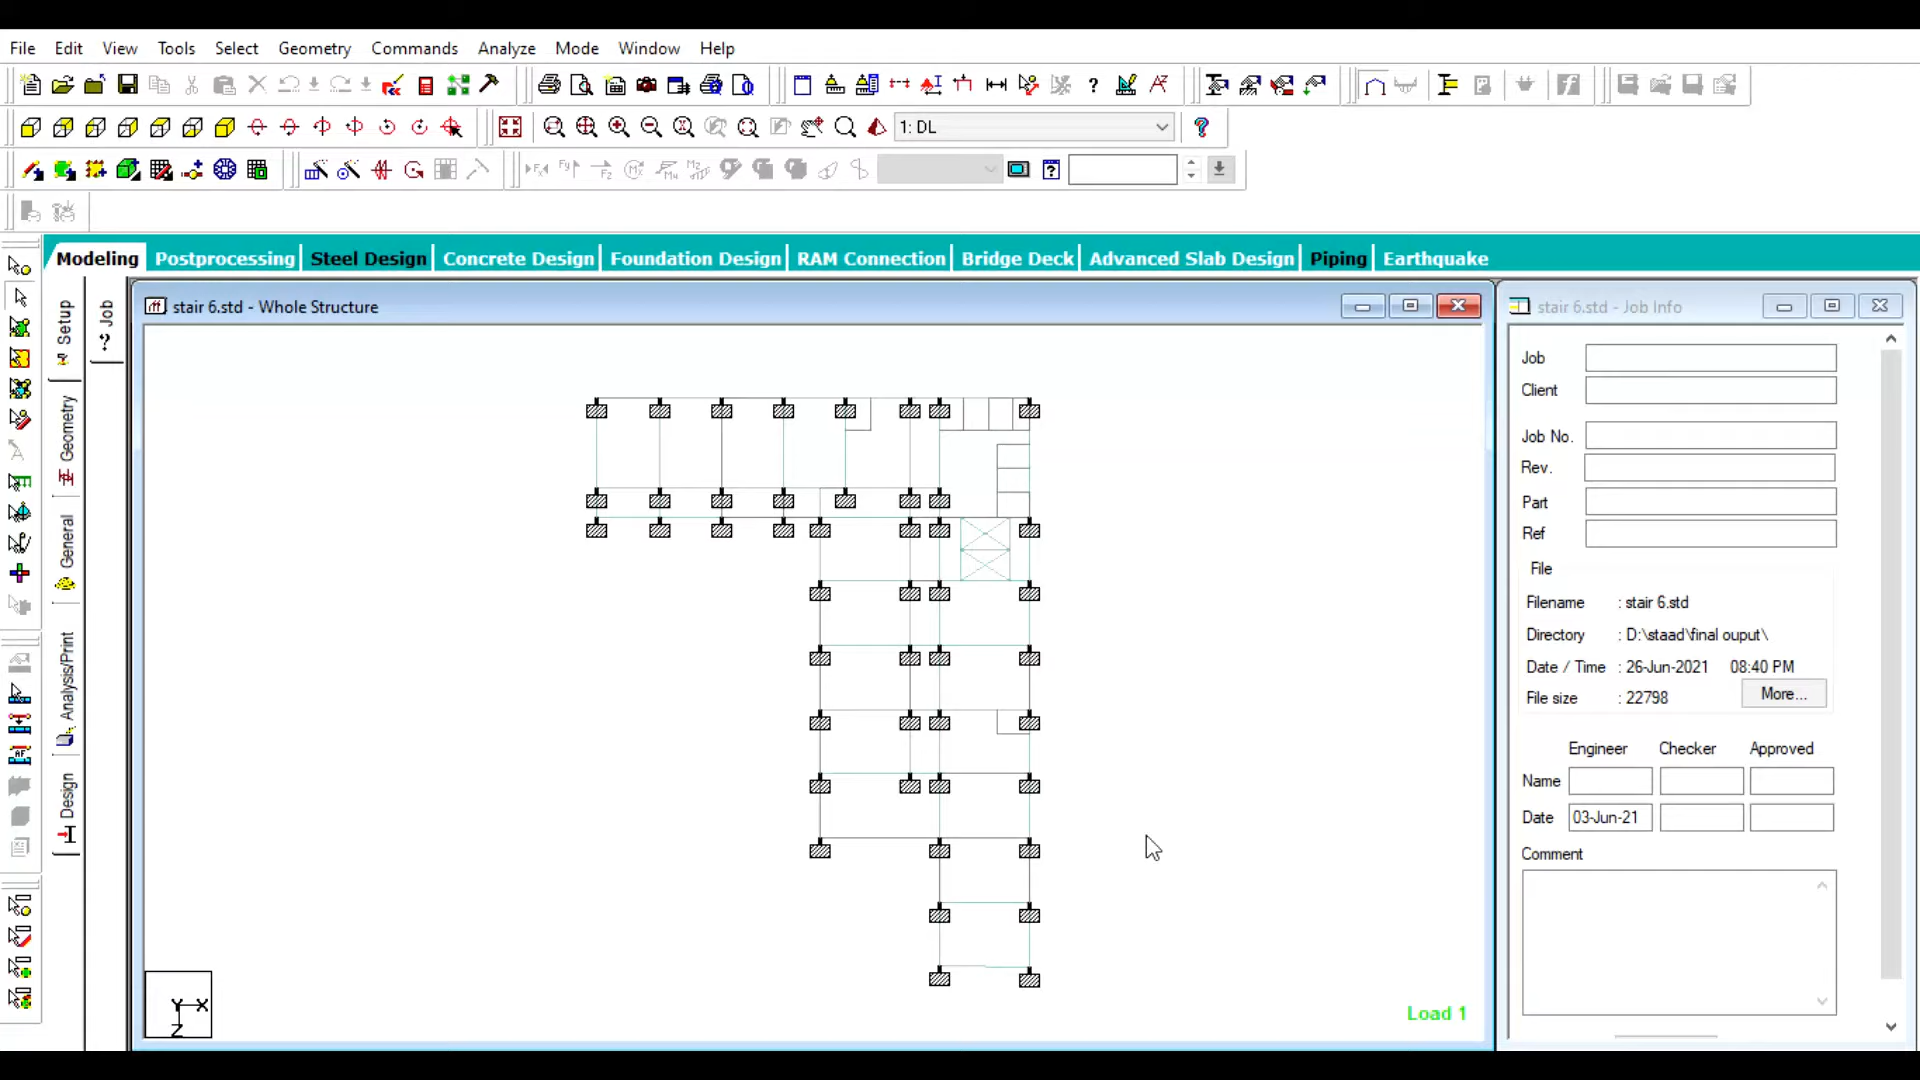 File Edit View Tools Select Geometry Commands Analyze Mode Window Help
1: DL
Modeling Postprocessing Steel Design Concrete Design Foundation Design RAM Connection Bridge Deck Advanced Slab Design Piping Earthquake
Setup
Geometry
General
Analysis/Print
Design
Job
stair 6.std - Whole Structure
Load 1
Y X
Z
stair 6.std - Job Info
Job
Client
Job No.
Rev.
Part
Ref
File
Filename : stair 6.std
Directory : D:\staad\final ouput\
Date / Time : 26-Jun-2021 08:40 PM
File size : 22798
More...
Engineer Checker Approved
Name
Date 03-Jun-21
Comment